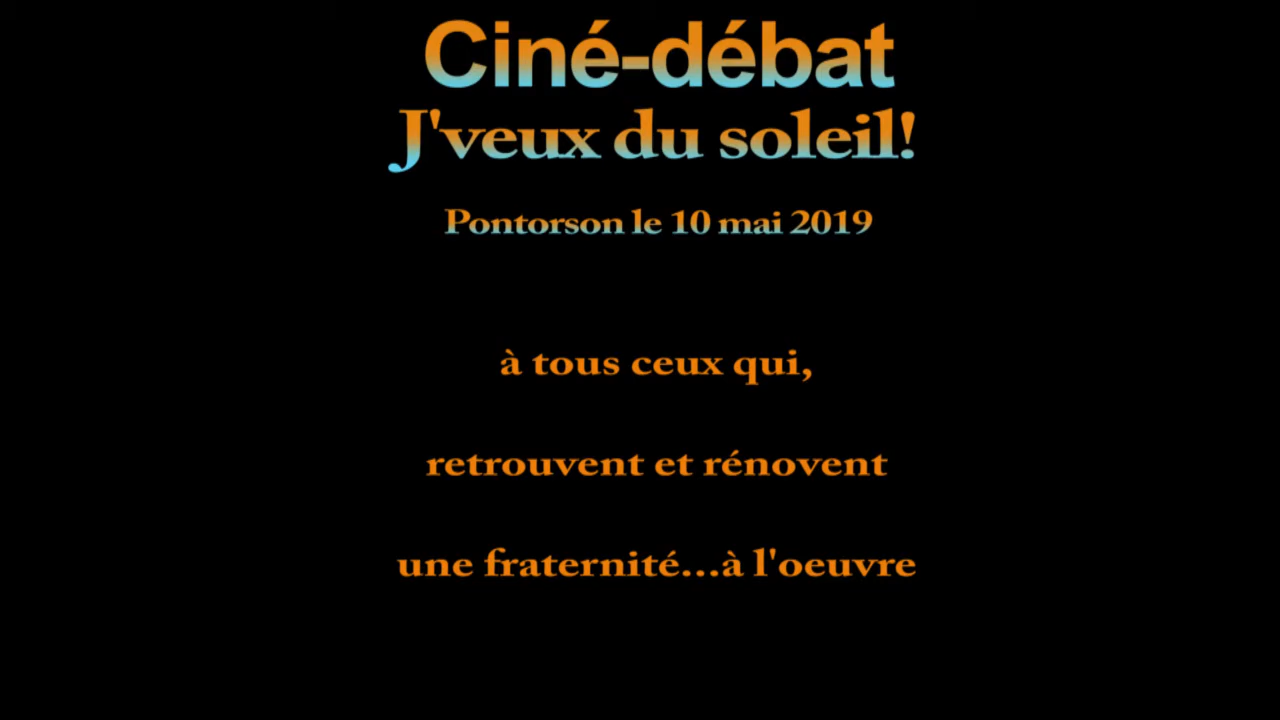 Ciné-débat
J'veux du soleil!
Pontorson le 10 mai 2019
à tous ceux qui,
retrouvent et rénovent
une fraternité...à l'oeuvre